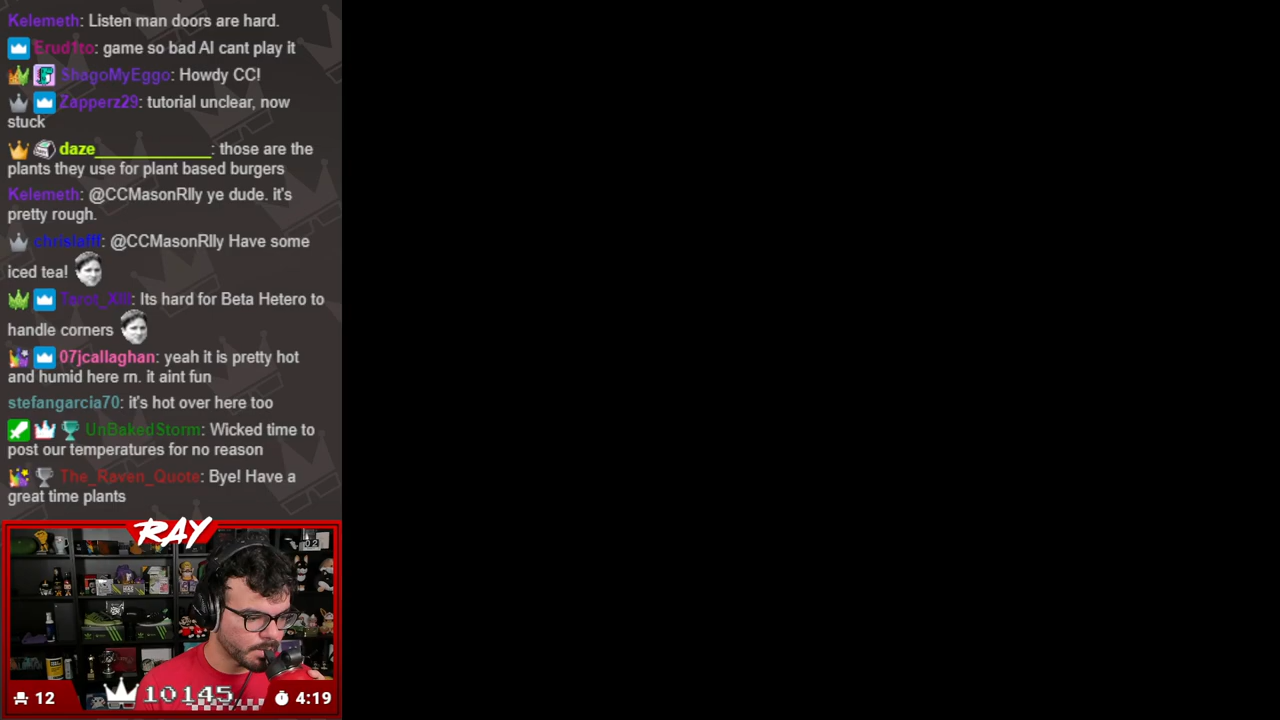 Kelemeth: Listen man doors are hard.
Erud1to: game so bad AI cant play it
ShagoMyEggo: Howdy CC!
Zapperz29: tutorial unclear, now
stuck
daze_____________: those are the
plants they use for plant based burgers
Kelemeth: @CCMasonRlly ye dude. it's
pretty rough.
chrislafff: @CCMasonRlly Have some
iced tea!
Tarot_XIII: Its hard for Beta Hetero to
handle corners
07jcallaghan: yeah it is pretty hot
and humid here rn. it aint fun
stefangarcia70: it's hot over here too
UnBakedStorm: Wicked time to
post our temperatures for no reason
The_Raven_Quote: Bye! Have a
great time plants
RAY
12
10145
4:19